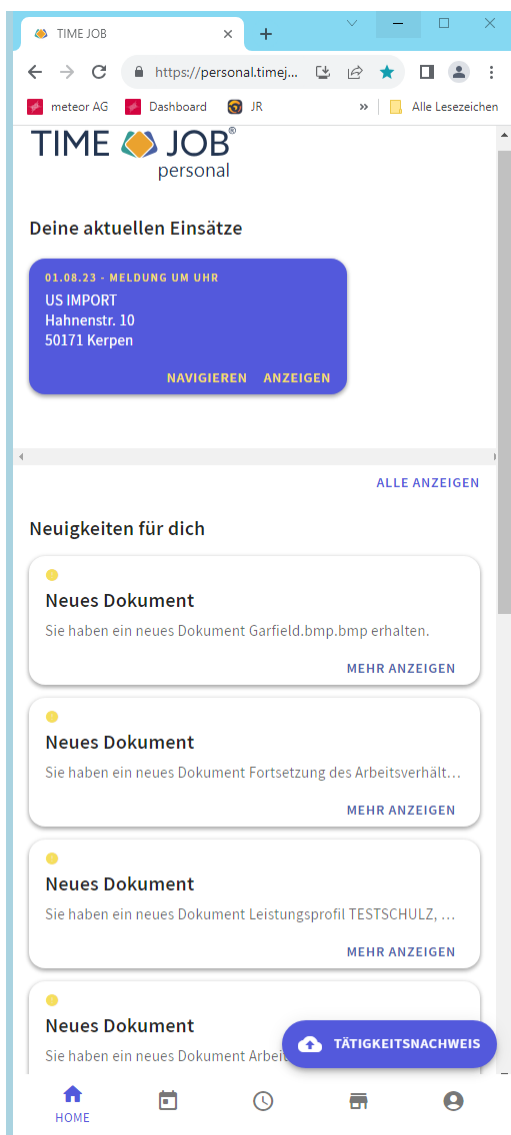 TIME JOB
https://personal.timej...
meteor AG
Dashboard
JR
»
Alle Lesezeichen
TIME JOB®
personal
Deine aktuellen Einsätze
01.08.23 - MELDUNG UM UHR
US IMPORT
Hahnenstr. 10
50171 Kerpen
NAVIGIEREN ANZEIGEN
ALLE ANZEIGEN
Neuigkeiten für dich
Neues Dokument
Sie haben ein neues Dokument Garfield.bmp.bmp erhalten.
MEHR ANZEIGEN
Neues Dokument
Sie haben ein neues Dokument Fortsetzung des Arbeitsverhält...
MEHR ANZEIGEN
Neues Dokument
Sie haben ein neues Dokument Leistungsprofil TESTSCHULZ, ...
MEHR ANZEIGEN
Neues Dokument
Sie haben ein neues Dokument Arbei
TÄTIGKEITSNACHWEIS
HOME